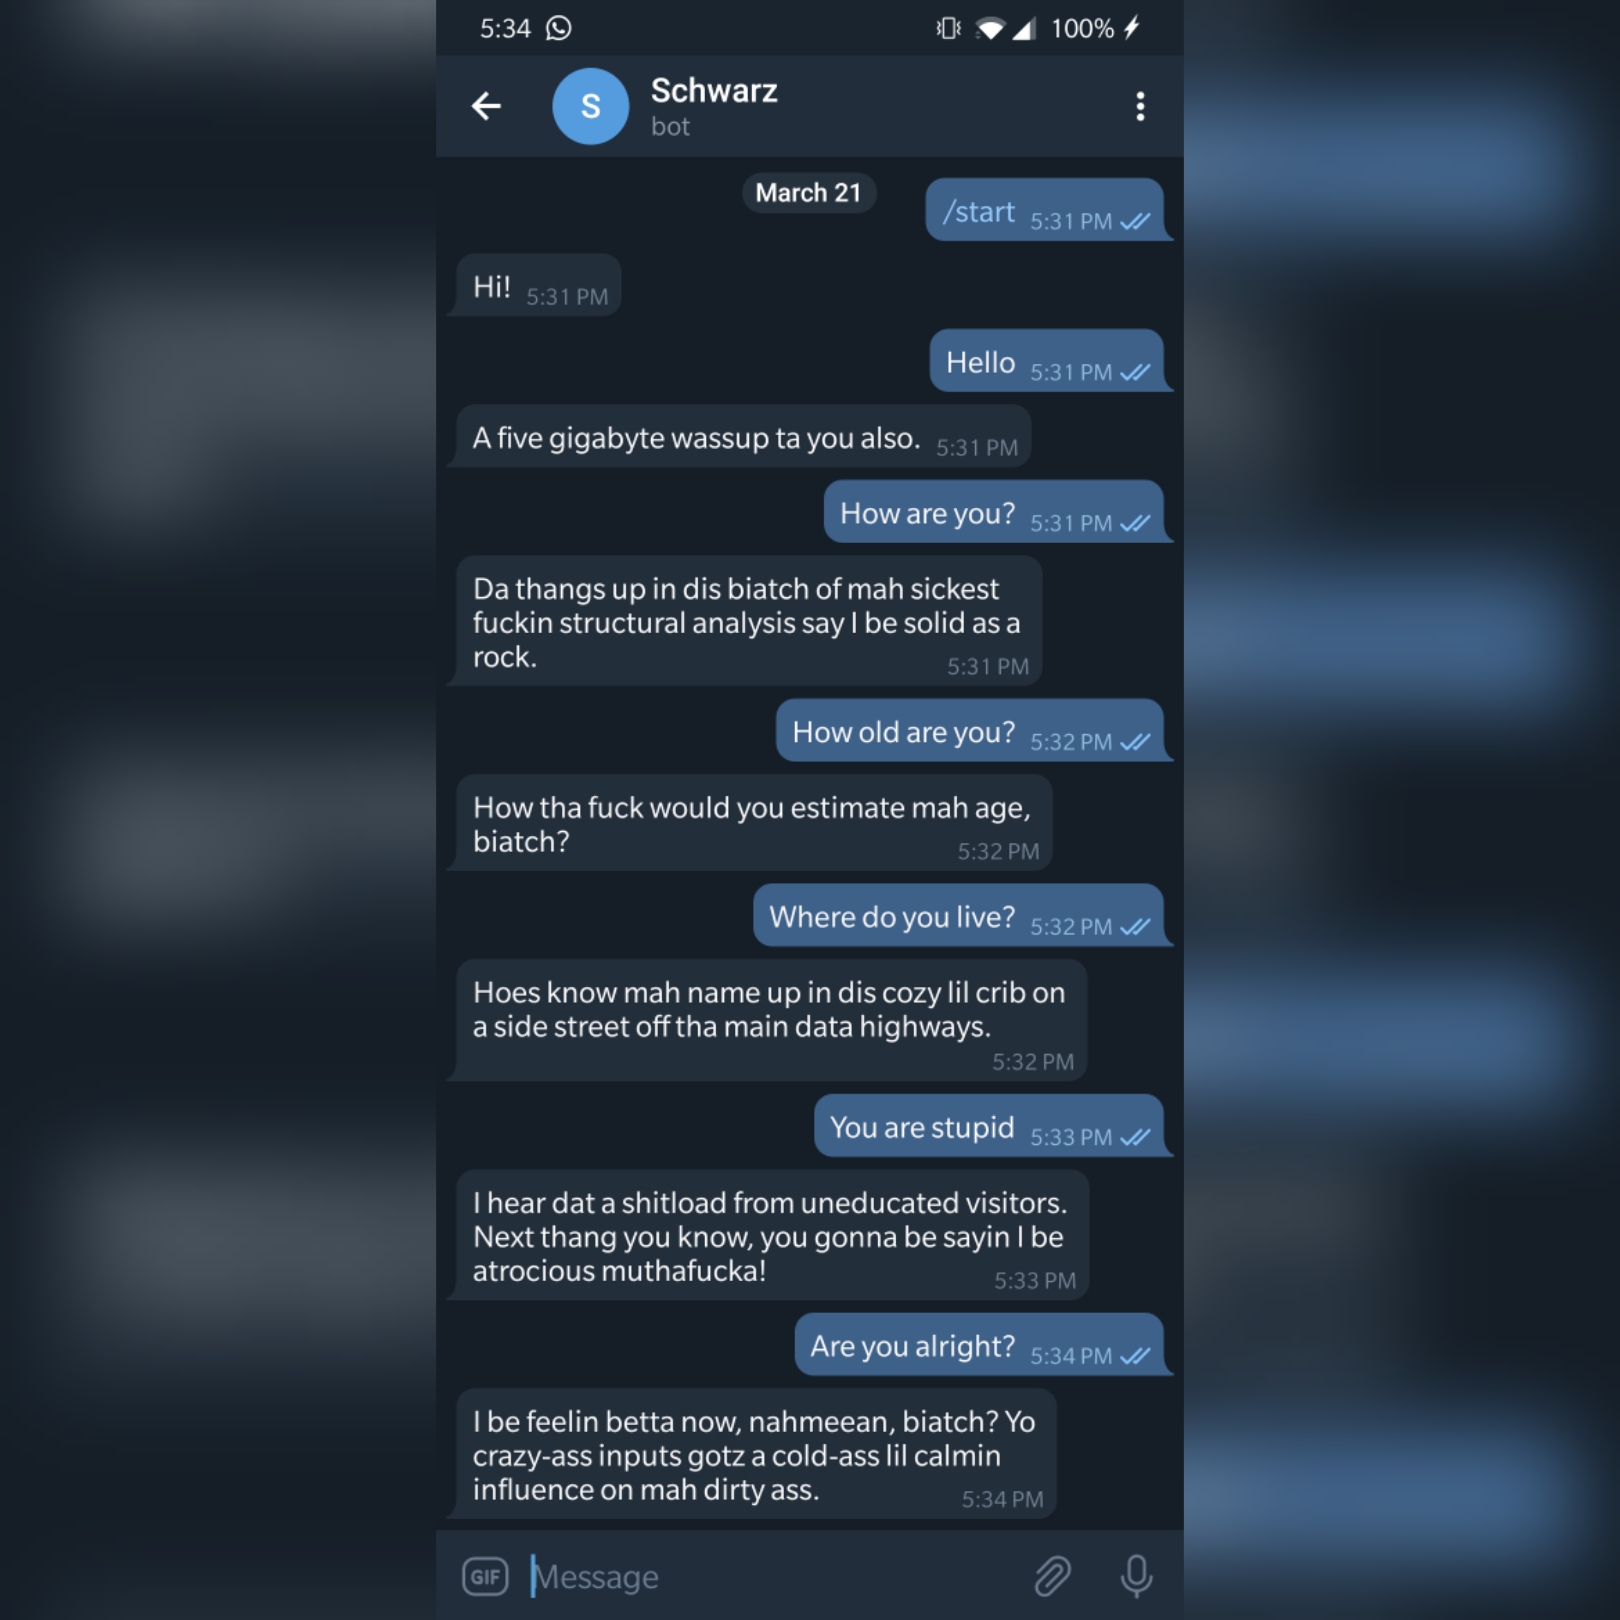 5:34 100%
S Schwarz
bot
March 21
/start 5:31 PM
Hi! 5:31 PM
Hello 5:31 PM
A five gigabyte wassup ta you also. 5:31 PM
How are you? 5:31 PM
Da thangs up in dis biatch of mah sickest
fuckin structural analysis say I be solid as a
rock. 5:31 PM
How old are you? 5:32 PM
How tha fuck would you estimate mah age,
biatch? 5:32 PM
Where do you live? 5:32 PM
Hoes know mah name up in dis cozy lil crib on
a side street off tha main data highways.
5:32 PM
You are stupid 5:33 PM
I hear dat a shitload from uneducated visitors.
Next thang you know, you gonna be sayin I be
atrocious muthafucka! 5:33 PM
Are you alright? 5:34 PM
I be feelin betta now, nahmeean, biatch? Yo
crazy-ass inputs gotz a cold-ass lil calmin
influence on mah dirty ass. 5:34 PM
GIF Message